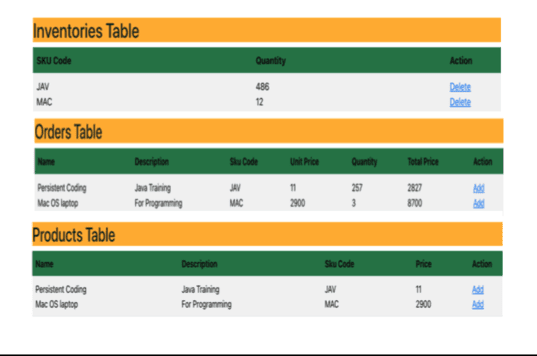 Inventories Table
SKU Code Quantity Action
JAV 486 Delete
MAC 12 Delete
Orders Table
Name Description Sku Code Unit Price Quantity Total Price Action
Persistent Coding Java Training JAV 11 257 2827 Add
Mac OS laptop For Programming MAC 2900 3 8700 Add
Products Table
Name Description Sku Code Price Action
Persistent Coding Java Training JAV 11 Add
Mac OS laptop For Programming MAC 2900 Add